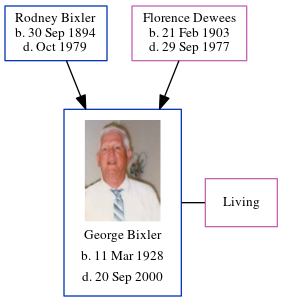 Rodney Bixler
b. 30 Sep 1894
d. Oct 1979
Florence Dewees
b. 21 Feb 1903
d. 29 Sep 1977
George Bixler
b. 11 Mar 1928
d. 20 Sep 2000
Living